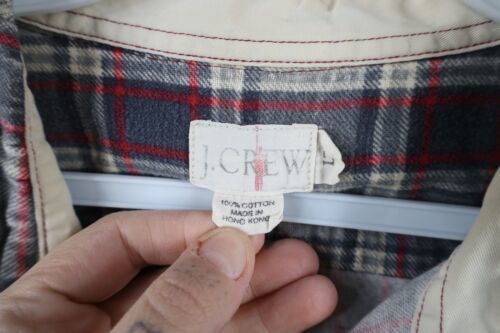 J.CREW
L
100% COTTON
MADE IN
HONG KONG